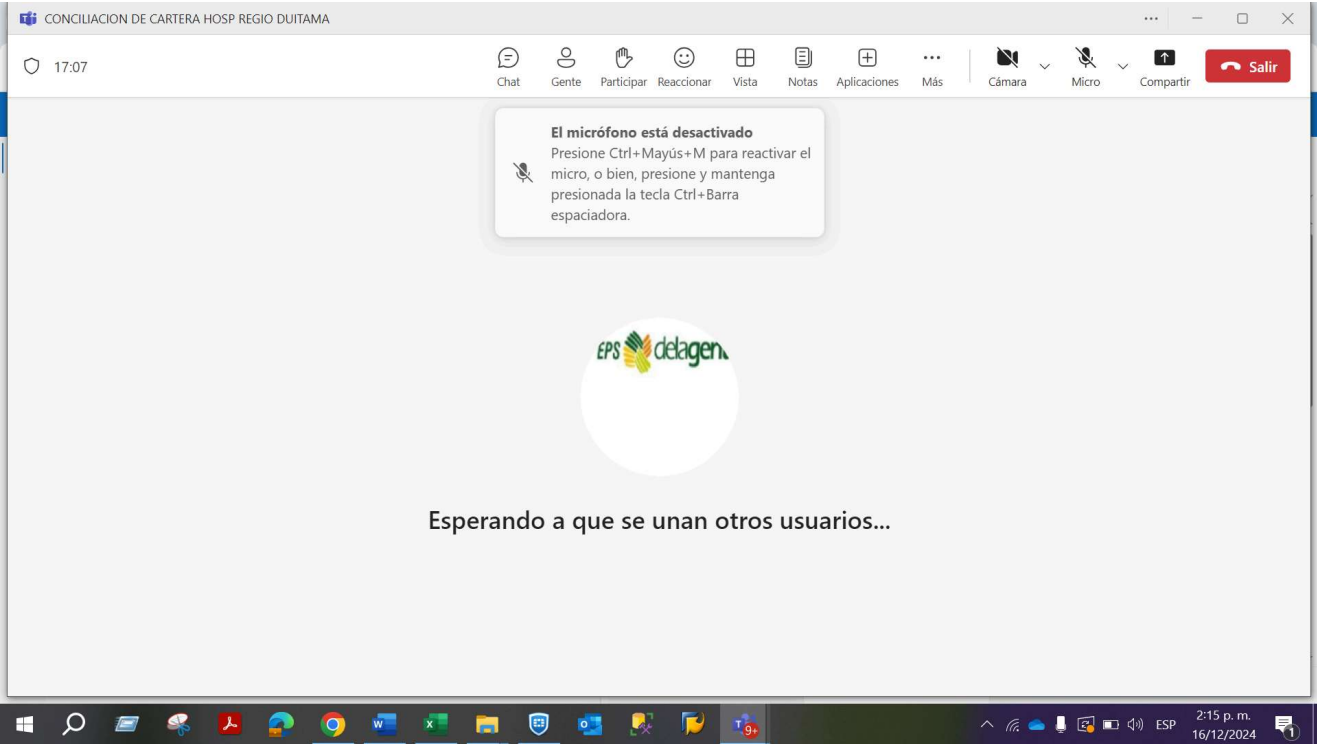 CONCILIACION DE CARTERA HOSP REGIO DUITAMA
17:07
Chat
Gente
Participar
Reaccionar
Vista
Notas
Aplicaciones
Más
Cámara
Micro
Compartir
Salir
El micrófono está desactivado
Presione Ctrl+Mayús+M para reactivar el
micro, o bien, presione y mantenga
presionada la tecla Ctrl+Barra
espaciadora.
EPS delagen
Esperando a que se unan otros usuarios...
9+
ESP
2:15 p. m.
16/12/2024
1